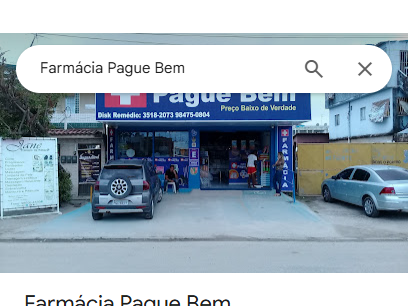 Farmácia Pague Bem
Pague Bem
Preço Baixo de Verdade
Disk Remédio: 3518-2073 98475-0804
FARMÁCIA
Jane
Farmácia Pague Bem